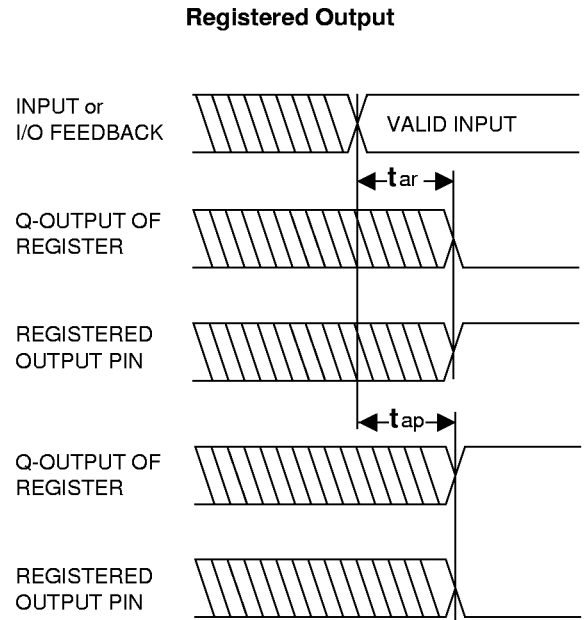 Registered Output
INPUT or
I/O FEEDBACK
VALID INPUT
tar
Q-OUTPUT OF
REGISTER
REGISTERED
OUTPUT PIN
tap
Q-OUTPUT OF
REGISTER
REGISTERED
OUTPUT PIN